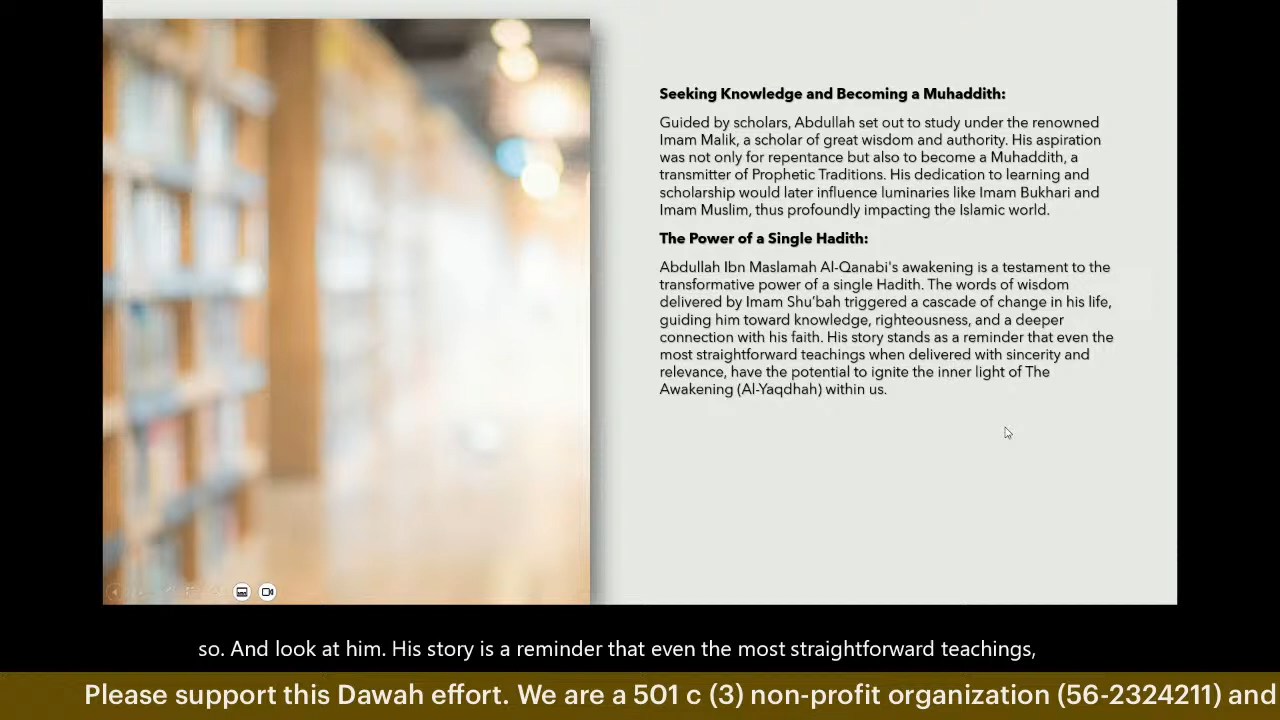 Seeking Knowledge and Becoming a Muhaddith:
Guided by scholars, Abdullah set out to study under the renowned
Imam Malik, a scholar of great wisdom and authority. His aspiration
was not only for repentance but also to become a Muhaddith, a
transmitter of Prophetic Traditions. His dedication to learning and
scholarship would later influence luminaries like Imam Bukhari and
Imam Muslim, thus profoundly impacting the Islamic world.
The Power of a Single Hadith:
Abdullah Ibn Maslamah Al-Qanabi's awakening is a testament to the
transformative power of a single Hadith. The words of wisdom
delivered by Imam Shu'bah triggered a cascade of change in his life,
guiding him toward knowledge, righteousness, and a deeper
connection with his faith. His story stands as a reminder that even the
most straightforward teachings when delivered with sincerity and
relevance, have the potential to ignite the inner light of The
Awakening (Al-Yaqdhah) within us.
so. And look at him. His story is a reminder that even the most straightforward teachings,
Please support this Dawah effort. We are a 501 c (3) non-profit organization (56-2324211) and